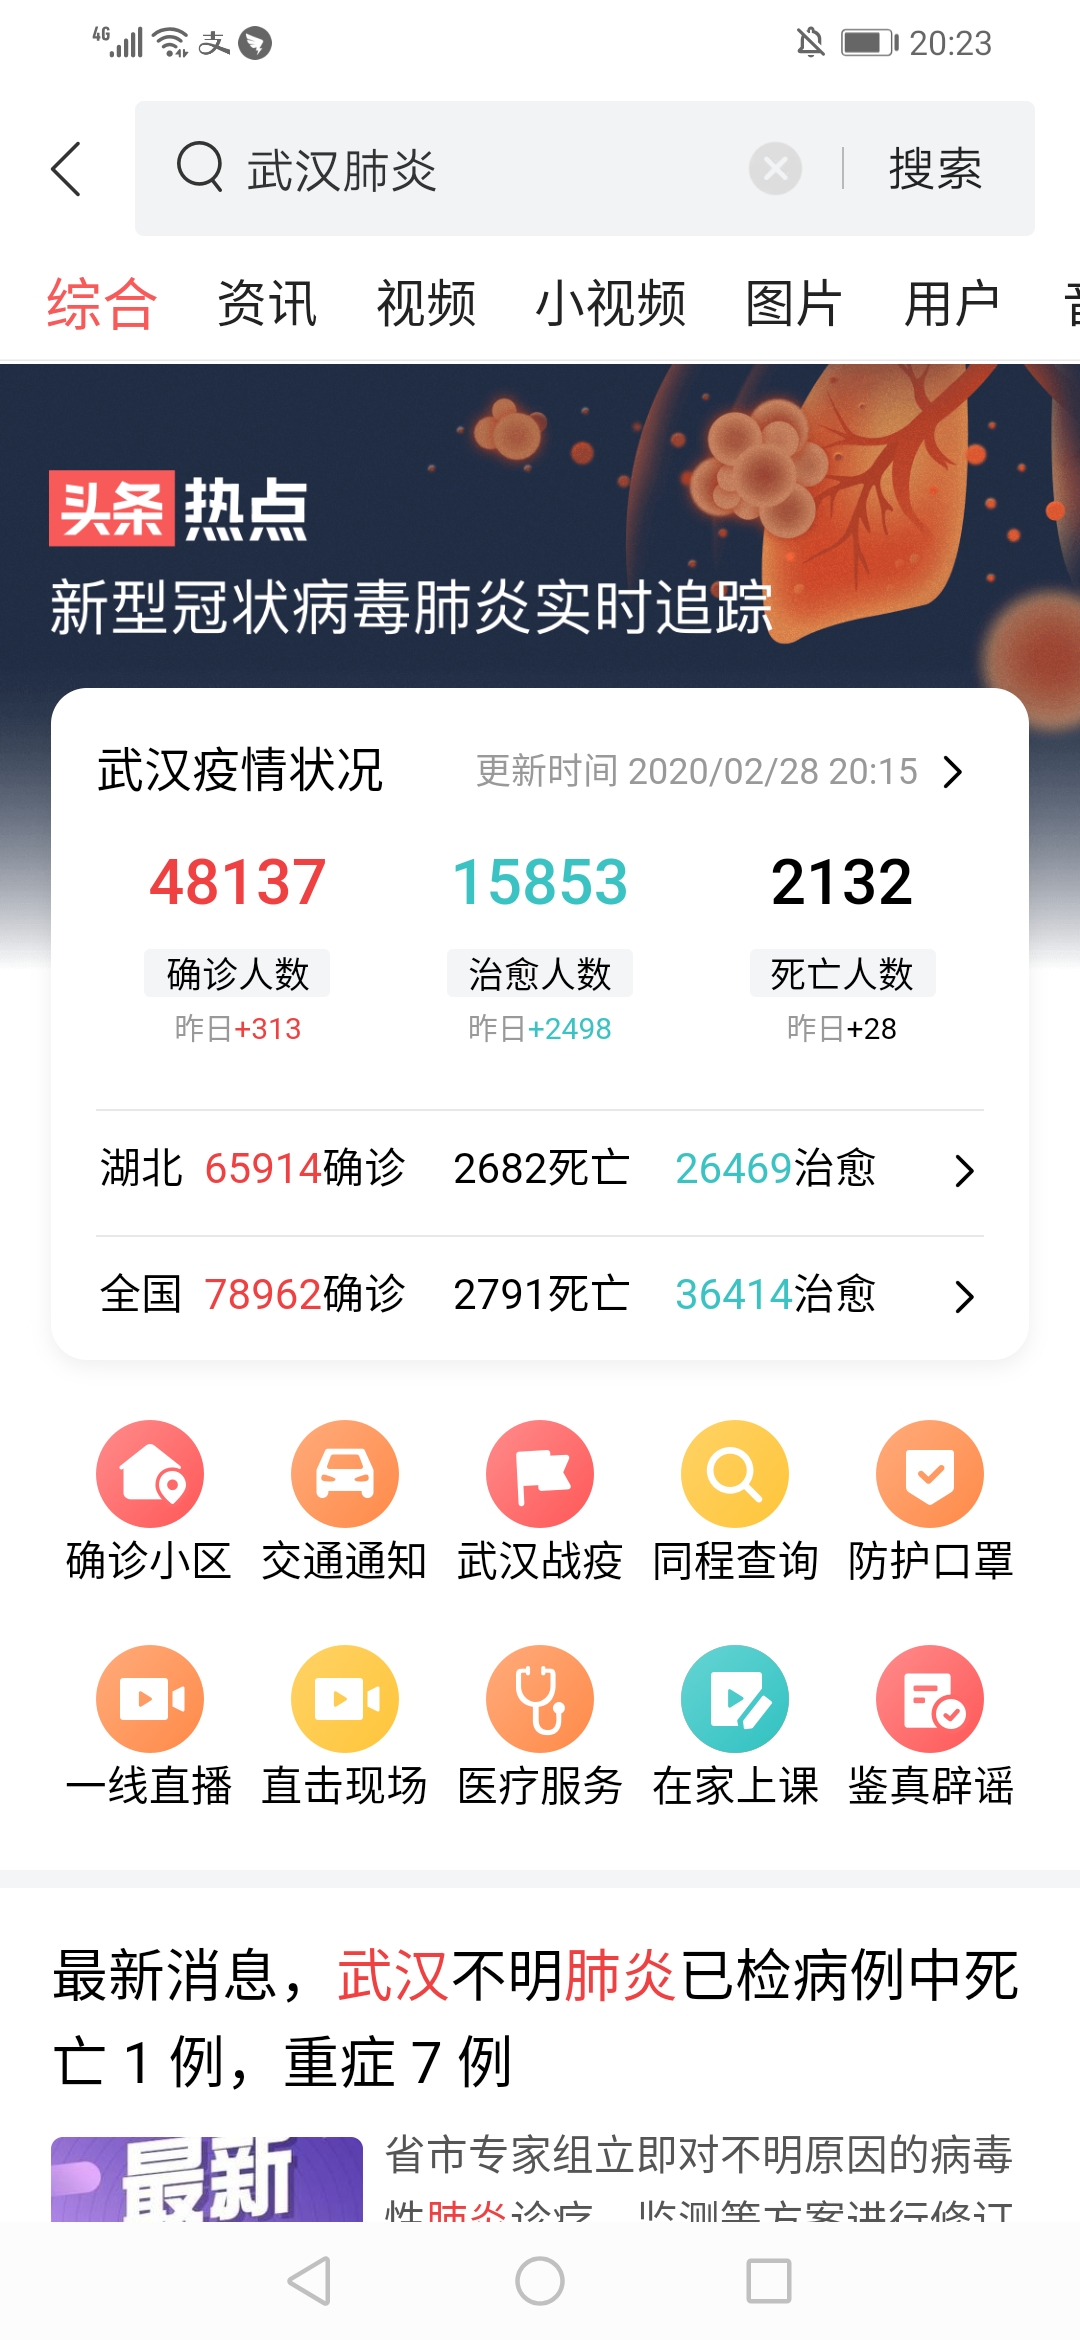 4G 支 20:23
武汉肺炎 搜索
综合 资讯 视频 小视频 图片 用户
头条 热点
新型冠状病毒肺炎实时追踪
武汉疫情状况 更新时间 2020/02/28 20:15
48137 15853 2132
确诊人数 治愈人数 死亡人数
昨日+313 昨日+2498 昨日+28
湖北 65914确诊 2682死亡 26469治愈
全国 78962确诊 2791死亡 36414治愈
确诊小区 交通通知 武汉战疫 同程查询 防护口罩
一线直播 直击现场 医疗服务 在家上课 鉴真辟谣
最新消息，武汉不明肺炎已检病例中死
亡 1 例，重症 7 例
最新
省市专家组立即对不明原因的病毒
性肺炎诊疗、监测等方案进行修订